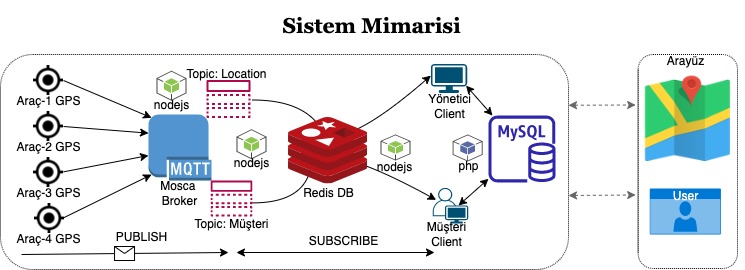 Sistem Mimarisi
Araç-1 GPS
Araç-2 GPS
Araç-3 GPS
Araç-4 GPS
nodejs
Topic: Location
MQTT
Mosca
Broker
nodejs
Topic: Müşteri
Redis DB
nodejs
Yönetici
Client
php
Müşteri
Client
MySQL
PUBLISH
SUBSCRIBE
Arayüz
User